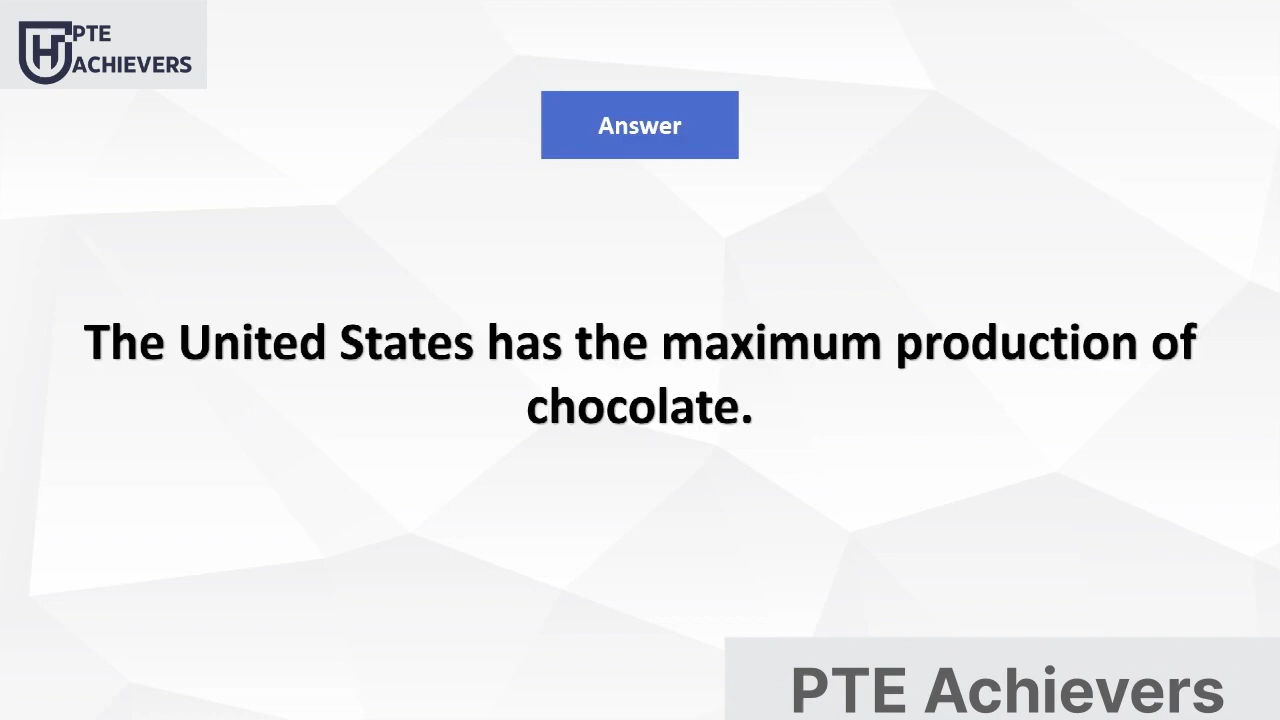 PTE
ACHIEVERS
Answer
The United States has the maximum production of
chocolate.
PTE Achievers